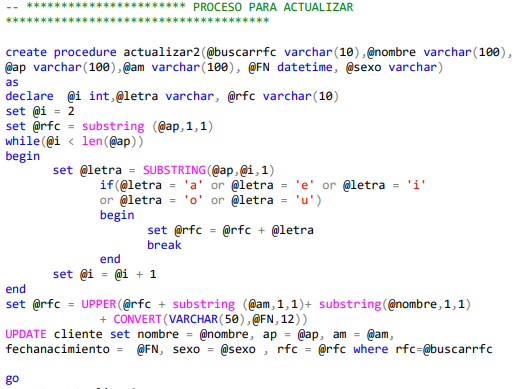 -- *********************** PROCESO PARA ACTUALIZAR
**************************************
create procedure actualizar2(@buscarrfc varchar(10),@nombre varchar(100),
@ap varchar(100),@am varchar(100), @FN datetime, @sexo varchar)
as
declare  @i int,@letra varchar, @rfc varchar(10)
set @i = 2
set @rfc = substring (@ap,1,1)
while(@i < len(@ap))
begin
set @letra = SUBSTRING(@ap,@i,1)
if(@letra = 'a' or @letra = 'e' or @letra = 'i'
or @letra = 'o' or @letra = 'u')
begin
set @rfc = @rfc + @letra
break
end
set @i = @i + 1
end
set @rfc = UPPER(@rfc + substring (@am,1,1)+ substring(@nombre,1,1)
+ CONVERT(VARCHAR(50),@FN,12))
UPDATE cliente set nombre = @nombre, ap = @ap, am = @am,
fechanacimiento =  @FN, sexo = @sexo , rfc = @rfc where rfc=@buscarrfc
go